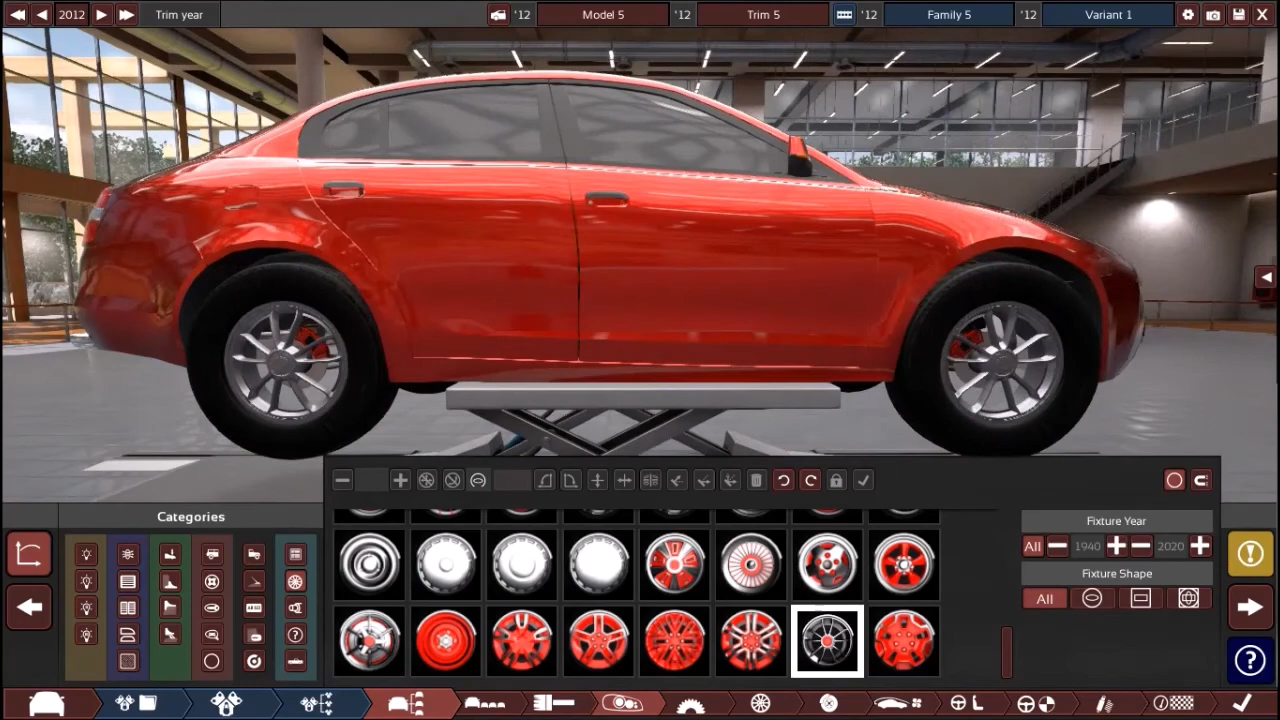 2012 Trim year '12 Model 5 '12 Trim 5 '12 Family 5 '12 Variant 1
Categories
Fixture Year
All 1940 2020
Fixture Shape
All